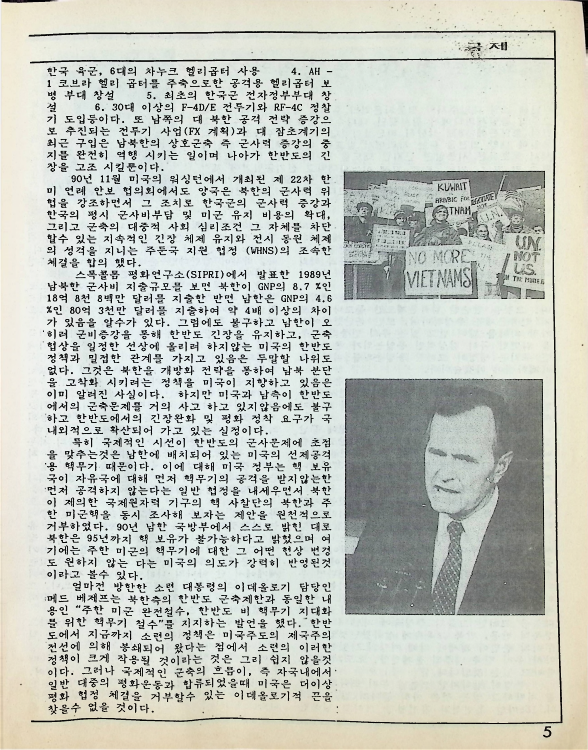 국제
한국 육군, 6대의 차누크 헬리콥터 사용 4. AH -
1 코브라 헬리 곱터를 주축으로한 공격용 헬리곱터 보
병 부대 창설 5. 최초의 한국군 전자정부부대 창
설 6. 30대 이상의 F-4D/E 전투기와 RF-4C 정찰
기 도입등이다. 또 남쪽의 대 북한 공격 전략 증강으
로 추진되는 전투기 사업(FX 계획)과 대 잠초계기의
최근 구입은 남북한의 상호군축 즉 군사력 증강의 중
지를 완전히 역행 시키는 일이며 나아가 한반도의 긴
장을 고조 시킬뿐이다.
90년 11월 미국의 워싱턴에서 개최된 제 22차 한
미 연례 안보 협의회에서도 양국은 북한의 군사력 위
협을 강조하면서 그 조치로 한국군의 군사력 증강과
한국의 평시 군사비부담 및 미군 유지 비용의 확대,
그리고 군축의 대중적 사회 심리조건 그 자체를 차단
할수 있는 지속적인 긴장 체제 유지와 전시 동원 체제
의 성격을 지니는 주둔국 지원 협정 (WHNS)의 조속한
체결을 합의 했다.
스톡콜롬 평화연구소(SIPRI)에서 발표한 1989년
남북한 군사비 지출규모를 보면 북한이 GNP의 8.7 %인
18억 8천 8백만 달러를 지출한 반면 남한은 GNP의 4.6
%인 80억 3천만 달러를 지출하여 약 4배 이상의 차이
가 있음을 알수가 있다. 그럼에도 불구하고 남한이 오
히려 군비증강을 통해 한반도 긴장을 유지하고, 군축
협상을 일정한 선상에 올리려 하지않는 미국의 한반도
정책과 밀접한 관계를 가지고 있음은 두말할 나위도
없다. 그것은 북한을 개방화 전략을 통하여 남북 분단
을 고착화 시키려는 정책을 미국이 지향하고 있음은
이미 알려진 사실이다. 하지만 미국과 남측이 한반도
에서의 군축문제를 거의 사고 하고 있지않음에도 불구
하고 한반도에서의 긴장완화 및 평화 정착 요구가 국
내외적으로 확산되어 가고 있는 실정이다.
특히 국제적인 시선이 한반도의 군사문제에 초점
을 맞추는것은 남한에 배치되어 있는 미국의 선제공격
용 핵무기 때문이다. 이에 대해 미국 정부는 핵 보유
국이 자유국에 대해 먼저 핵무기의 공격을 받지않는한
먼저 공격하지 않는다는 일반 협정을 내세우면서 북한
이 제의한 국제원자력 기구의 핵 사찰단의 북한과 주
한 미군핵을 동시 조사해 보자는 제안을 원천적으로
거부하였다. 90년 남한 국방부에서 스스로 밝힌 대로
북한은 95년까지 핵 보유가 불가능하다고 밝혔으며 여
기에는 주한 미군의 핵무기에 대한 그 어떤 현상 변경
도 원하지 않는 다는 미국의 의도가 강력히 반영된것
이라고 볼수 있다.
얼마전 방한한 소련 대통령의 이데올로기 담당인
메드 베제프는 북한측의 한반도 군축제한과 동일한 내
용인 "주한 미군 완전철수, 한반도 비 핵무기 지대화
를 위한 핵무기 철수"를 지지하는 발언을 했다. 한반
도에서 지금까지 소련의 정책은 미국주도의 제국주의
전선에 의해 봉쇄되어 왔다는 점에서 소련의 이러한
정책이 크게 작용될 것이라는 것은 그리 쉽지 않을것
이다. 그러나 국제적인 군축의 흐름이, 즉 자국내에서
일반 대중의 평화운동과 합류되었을때 미국은 더이상
평화 협정 체결을 거부할수 있는 이데올로기적 끈을
찾을수 없을 것이다.
KUWAIT
ARABIC FOR
NO MORE
VIETNAMS
U.N.
NOT
U.S.
IN THE
5